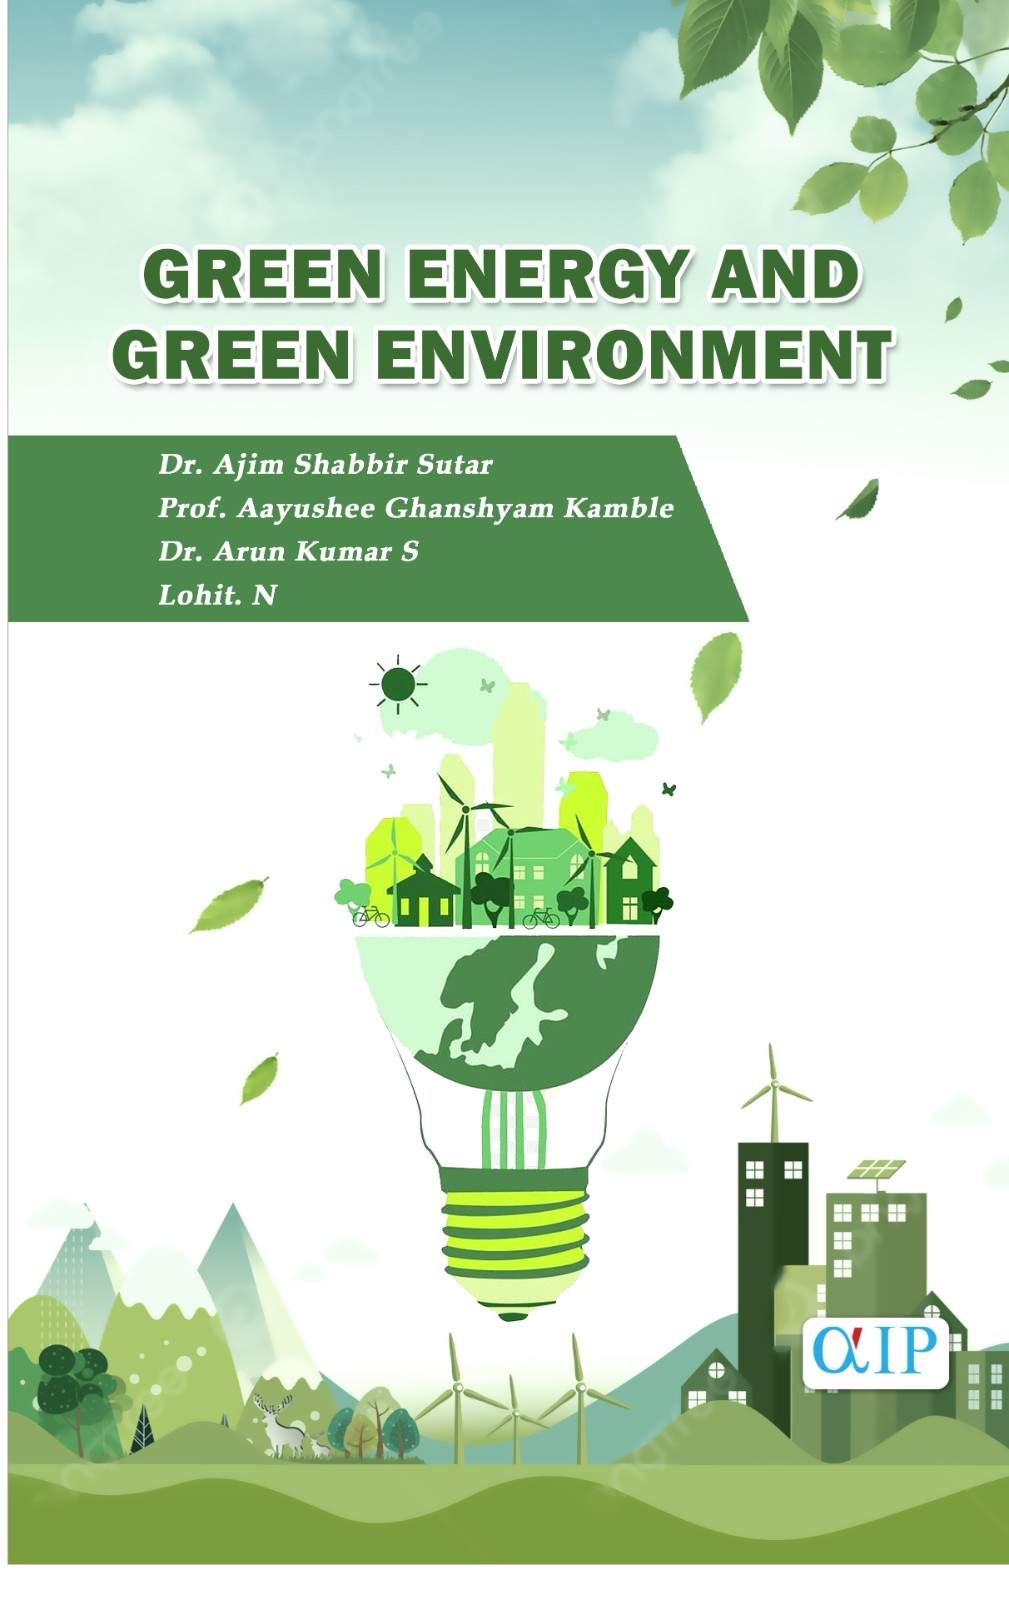 GREEN ENERGY AND
GREEN ENVIRONMENT
Dr. Ajim Shabbir Sutar
Prof. Aayushee Ghanshyam Kamble
Dr. Arun Kumar S
Lohit. N
αIP